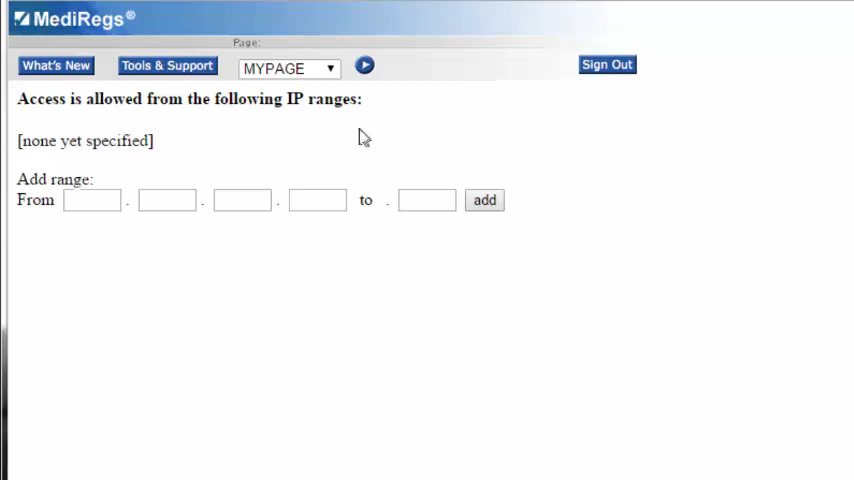 MediRegs®
Page:
What's New Tools & Support MYPAGE Sign Out
Access is allowed from the following IP ranges:
[none yet specified]
Add range:
From . . . to . add